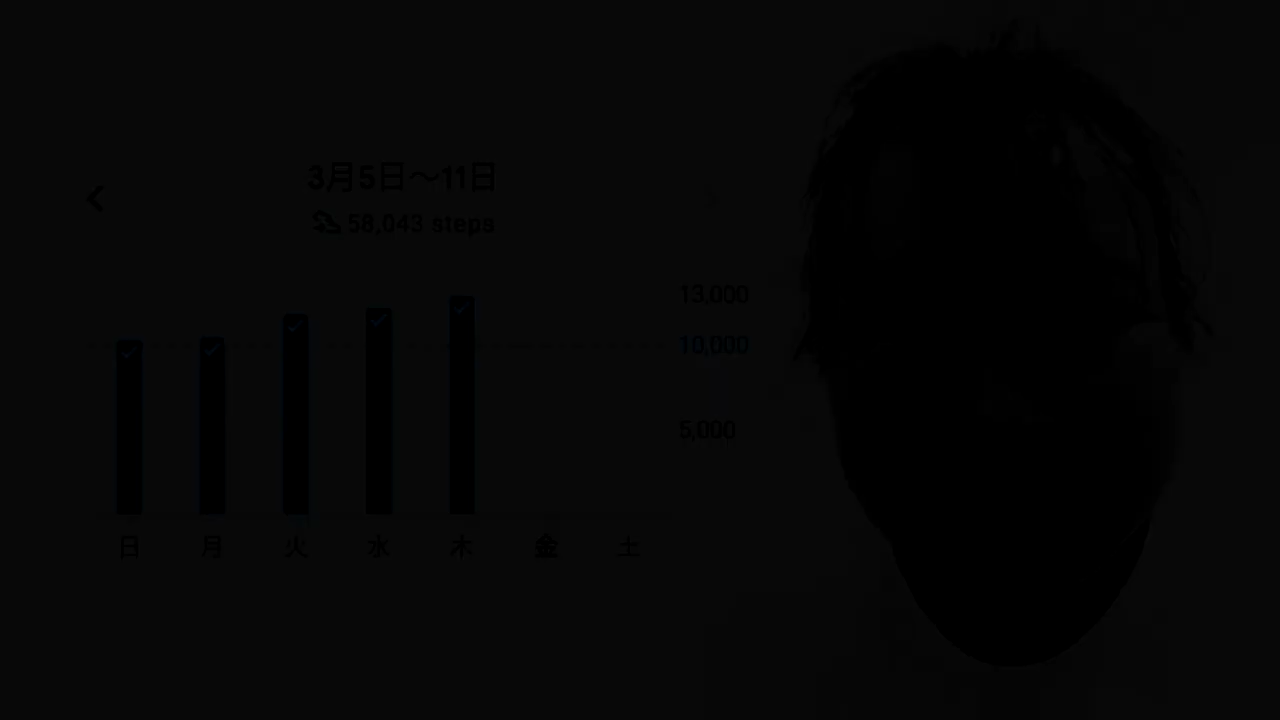 3月5日～11日
58,043 steps
13,000
10,000
5,000
日 月 火 水 木 金 土